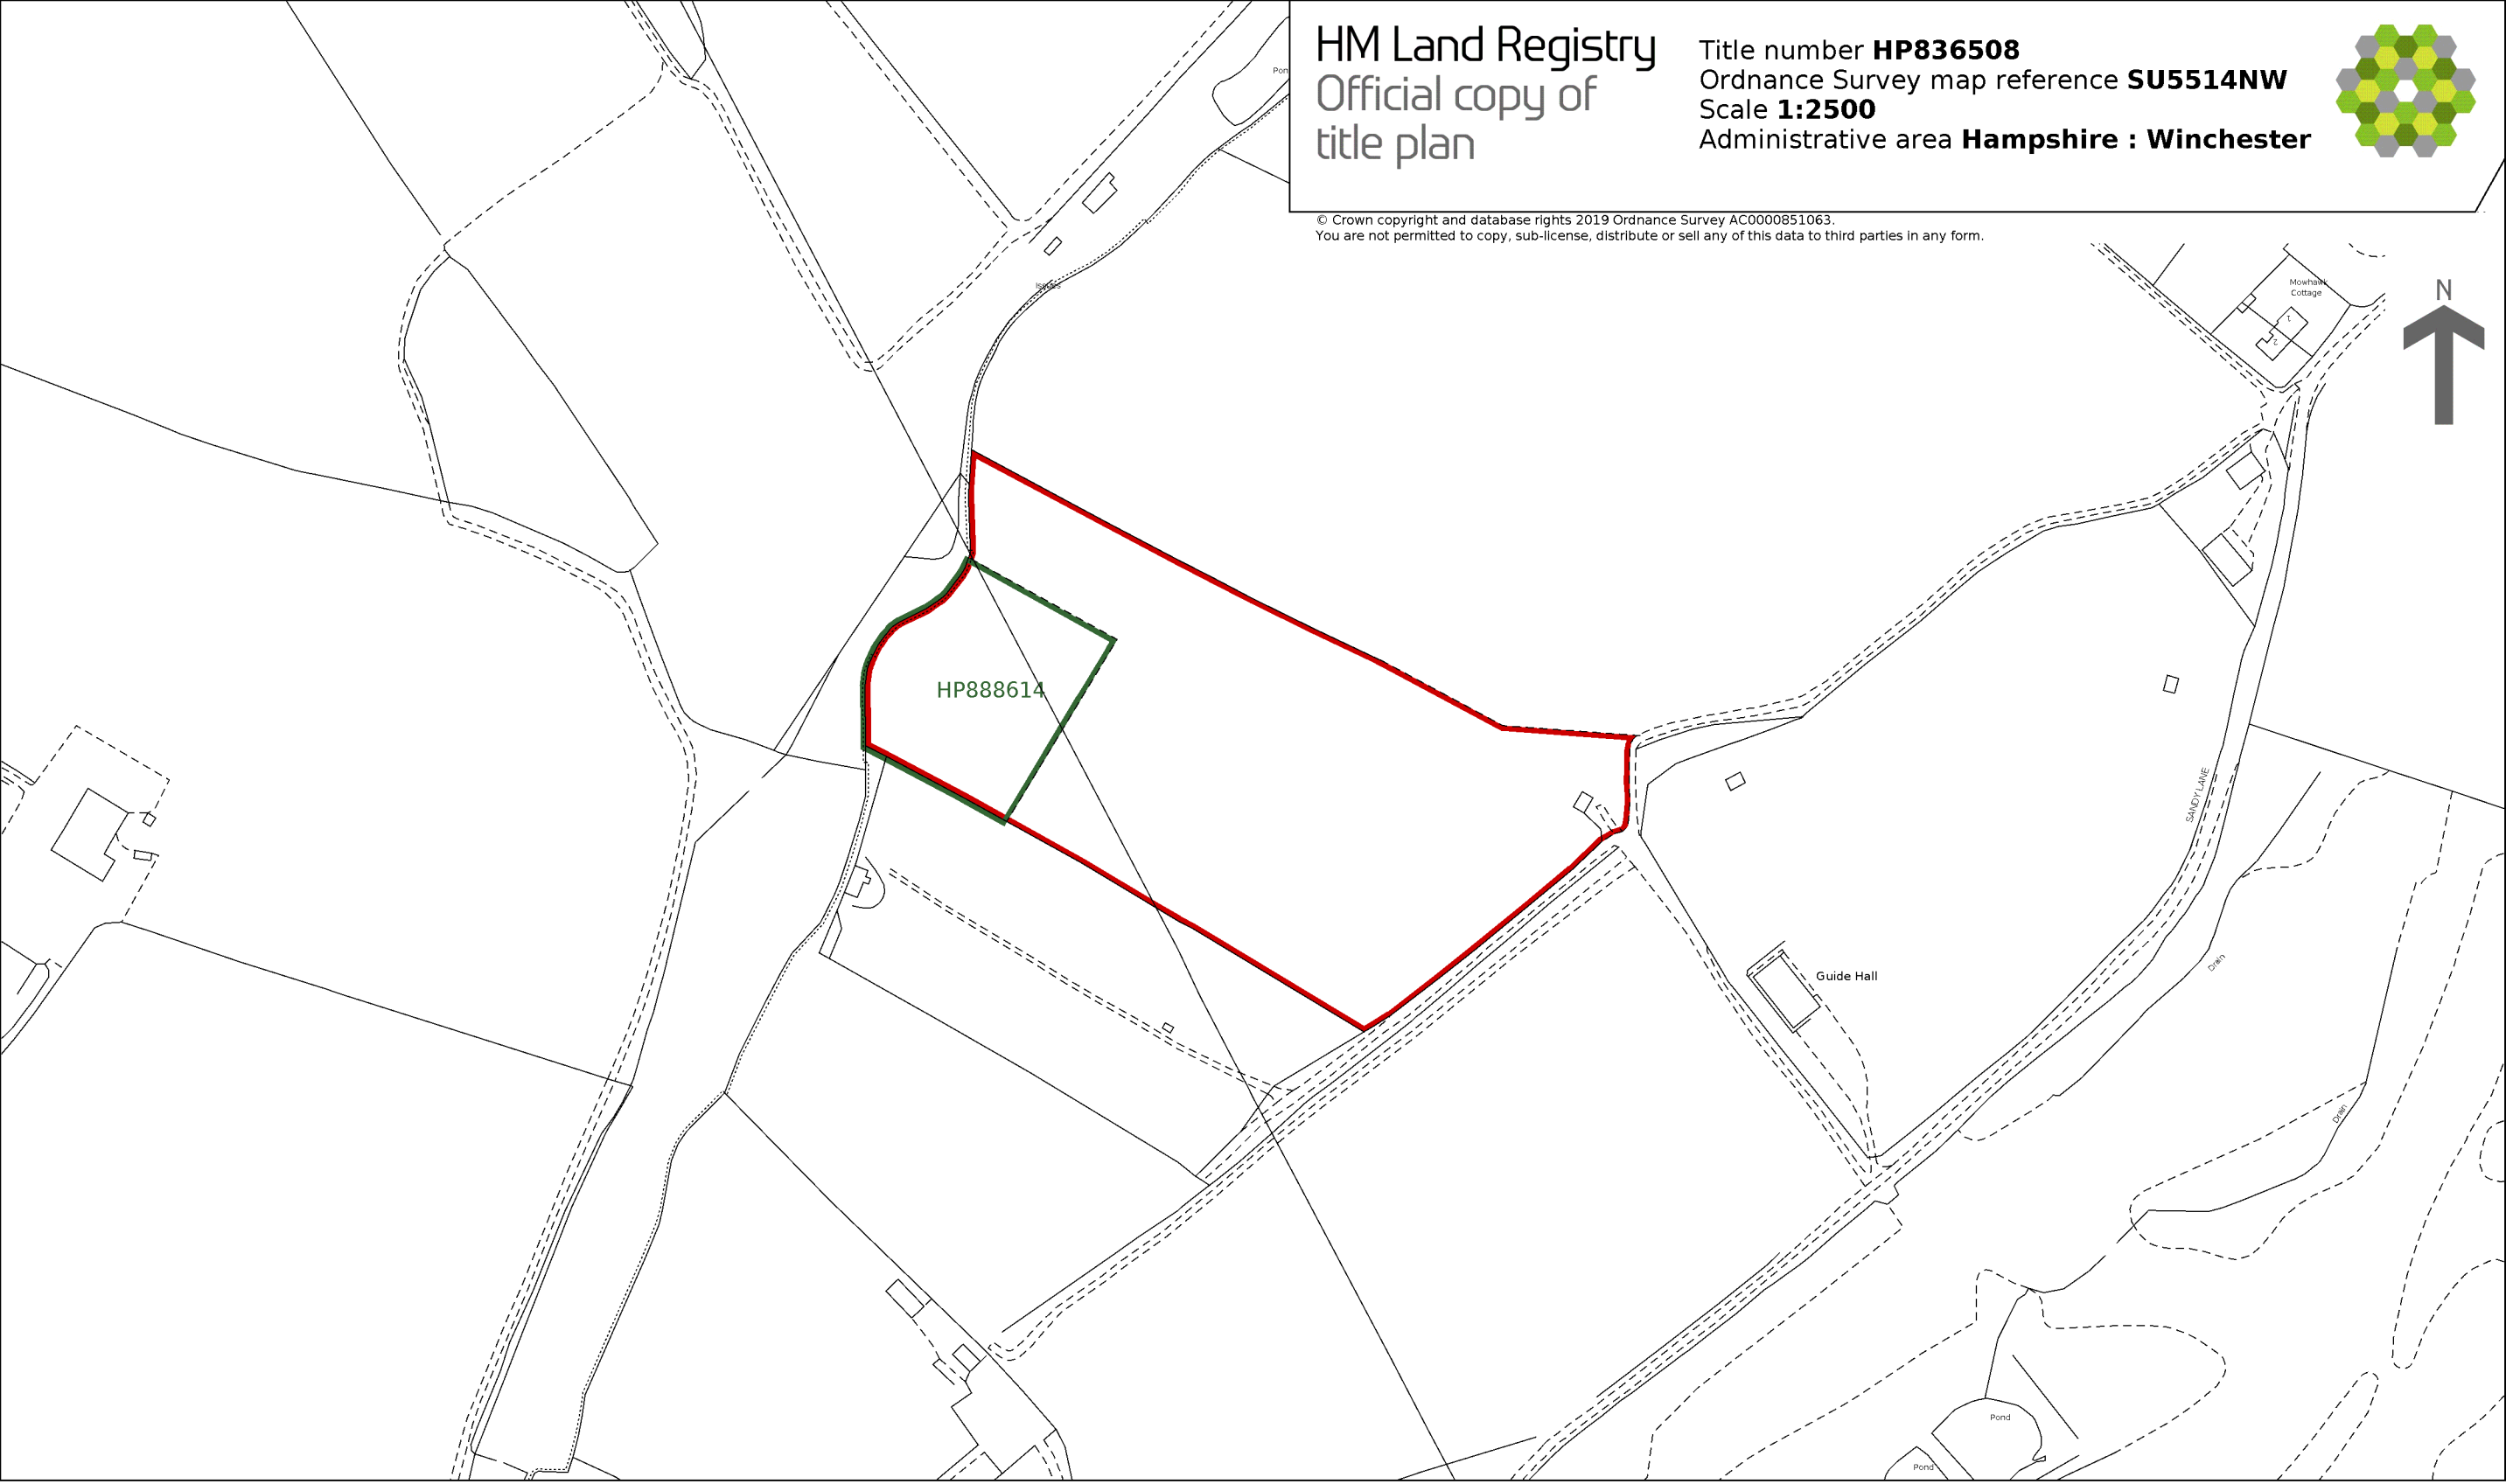 HM Land Registry
Official copy of
title plan
Title number HP836508
Ordnance Survey map reference SU5514NW
Scale 1:2500
Administrative area Hampshire : Winchester
© Crown copyright and database rights 2019 Ordnance Survey AC0000851063.
You are not permitted to copy, sub-license, distribute or sell any of this data to third parties in any form.
N
Mowhawk
Cottage
1
2
Issues
HP888614
SANDY LANE
Guide Hall
Drain
Drain
Pond
Pond